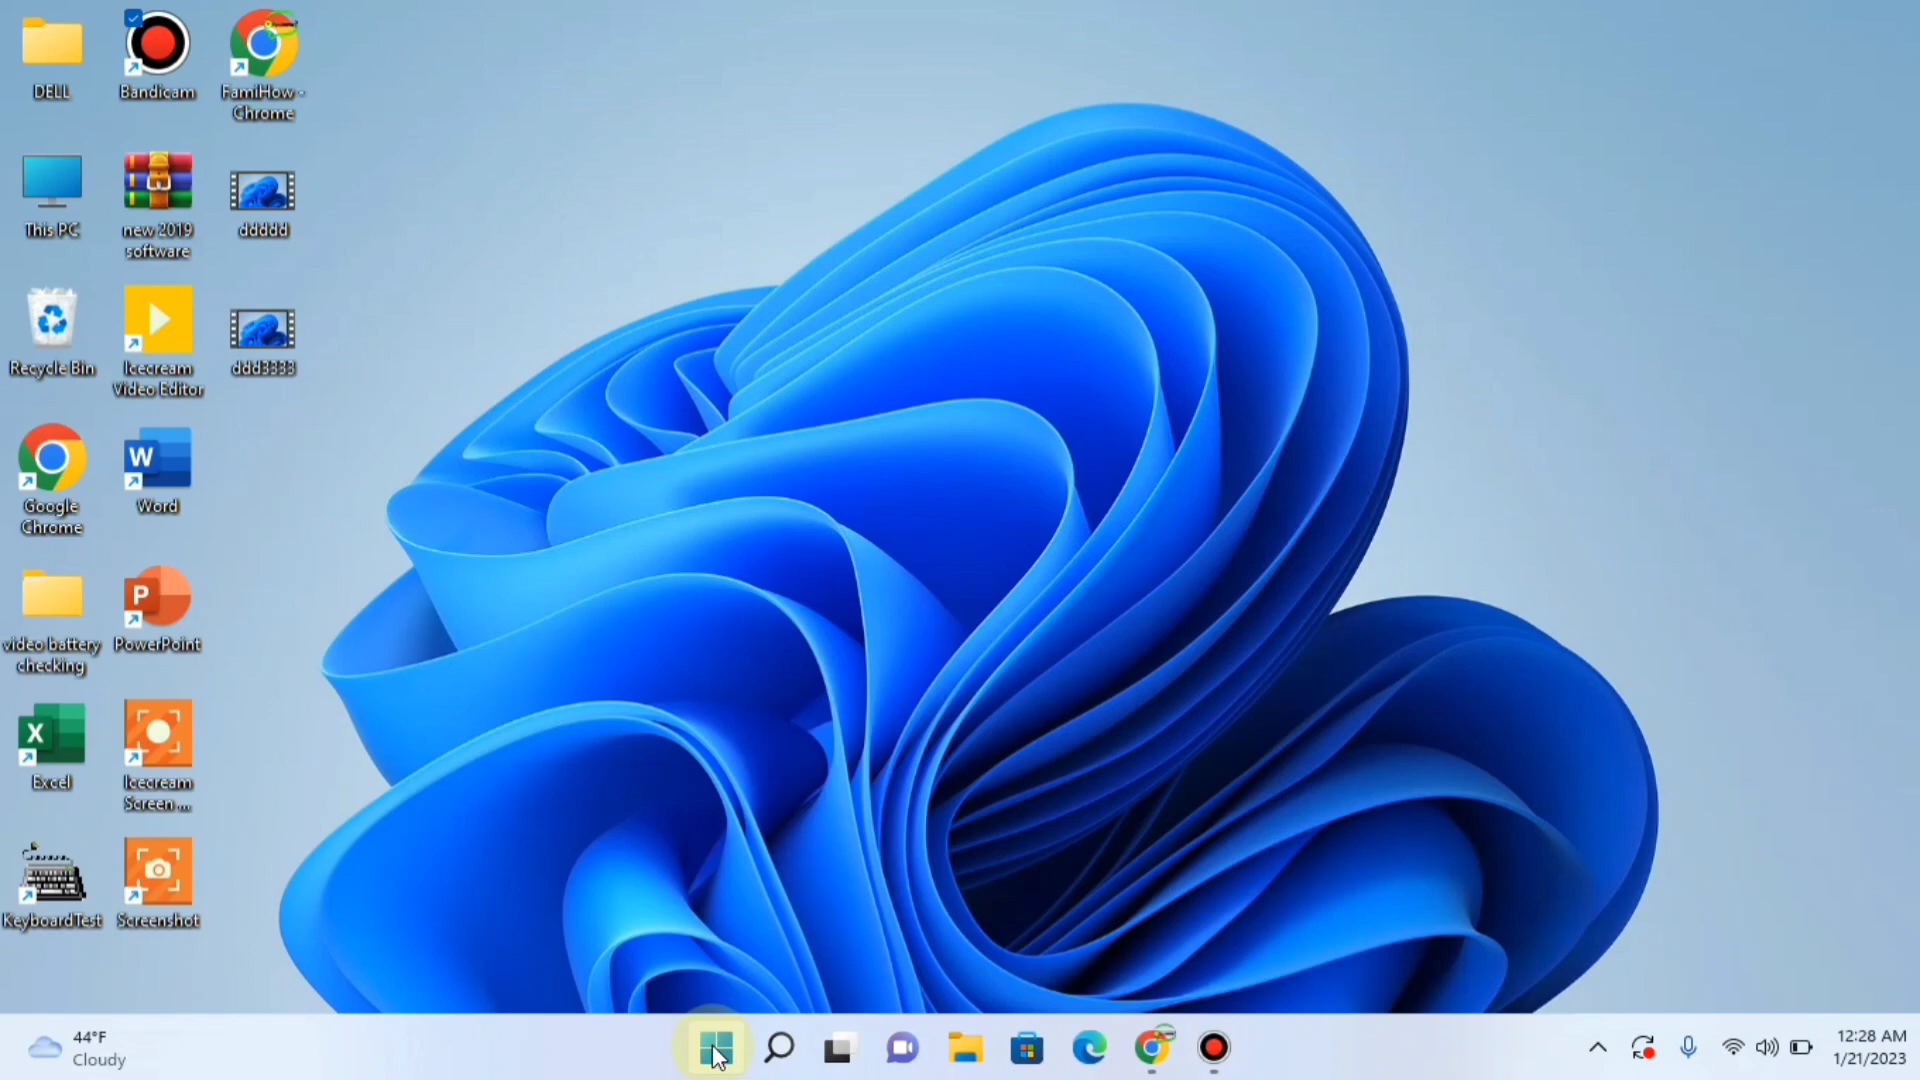 DELL
Bandicam
FamiHow -
Chrome
This PC
new 2019
software
ddddd
Recycle Bin
Icecream
Video Editor
ddd3333
Google
Chrome
W
Word
video battery
checking
P
PowerPoint
X
Excel
Icecream
Screen ...
KeyboardTest
Screenshot
44°F
Cloudy
12:28 AM
1/21/2023